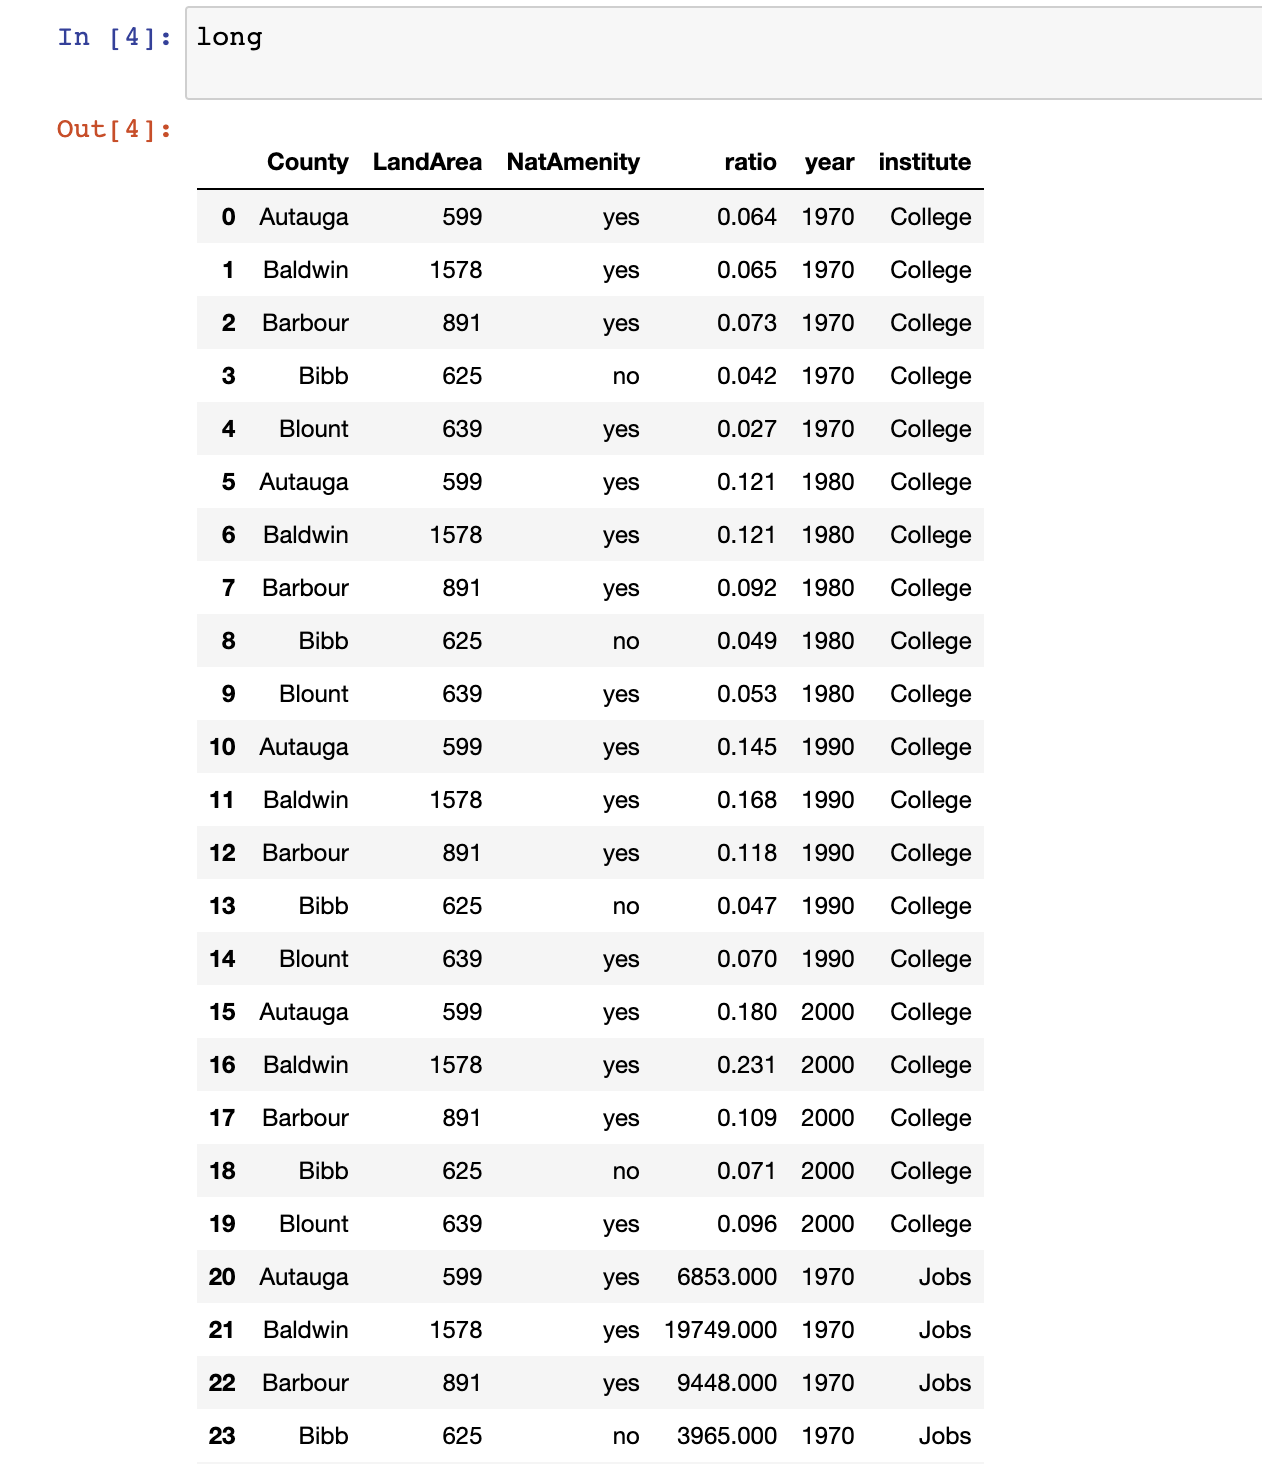 In [4]: long
Out[4]:
County LandArea NatAmenity ratio year institute
0 Autauga 599 yes 0.064 1970 College
1 Baldwin 1578 yes 0.065 1970 College
2 Barbour 891 yes 0.073 1970 College
3 Bibb 625 no 0.042 1970 College
4 Blount 639 yes 0.027 1970 College
5 Autauga 599 yes 0.121 1980 College
6 Baldwin 1578 yes 0.121 1980 College
7 Barbour 891 yes 0.092 1980 College
8 Bibb 625 no 0.049 1980 College
9 Blount 639 yes 0.053 1980 College
10 Autauga 599 yes 0.145 1990 College
11 Baldwin 1578 yes 0.168 1990 College
12 Barbour 891 yes 0.118 1990 College
13 Bibb 625 no 0.047 1990 College
14 Blount 639 yes 0.070 1990 College
15 Autauga 599 yes 0.180 2000 College
16 Baldwin 1578 yes 0.231 2000 College
17 Barbour 891 yes 0.109 2000 College
18 Bibb 625 no 0.071 2000 College
19 Blount 639 yes 0.096 2000 College
20 Autauga 599 yes 6853.000 1970 Jobs
21 Baldwin 1578 yes 19749.000 1970 Jobs
22 Barbour 891 yes 9448.000 1970 Jobs
23 Bibb 625 no 3965.000 1970 Jobs